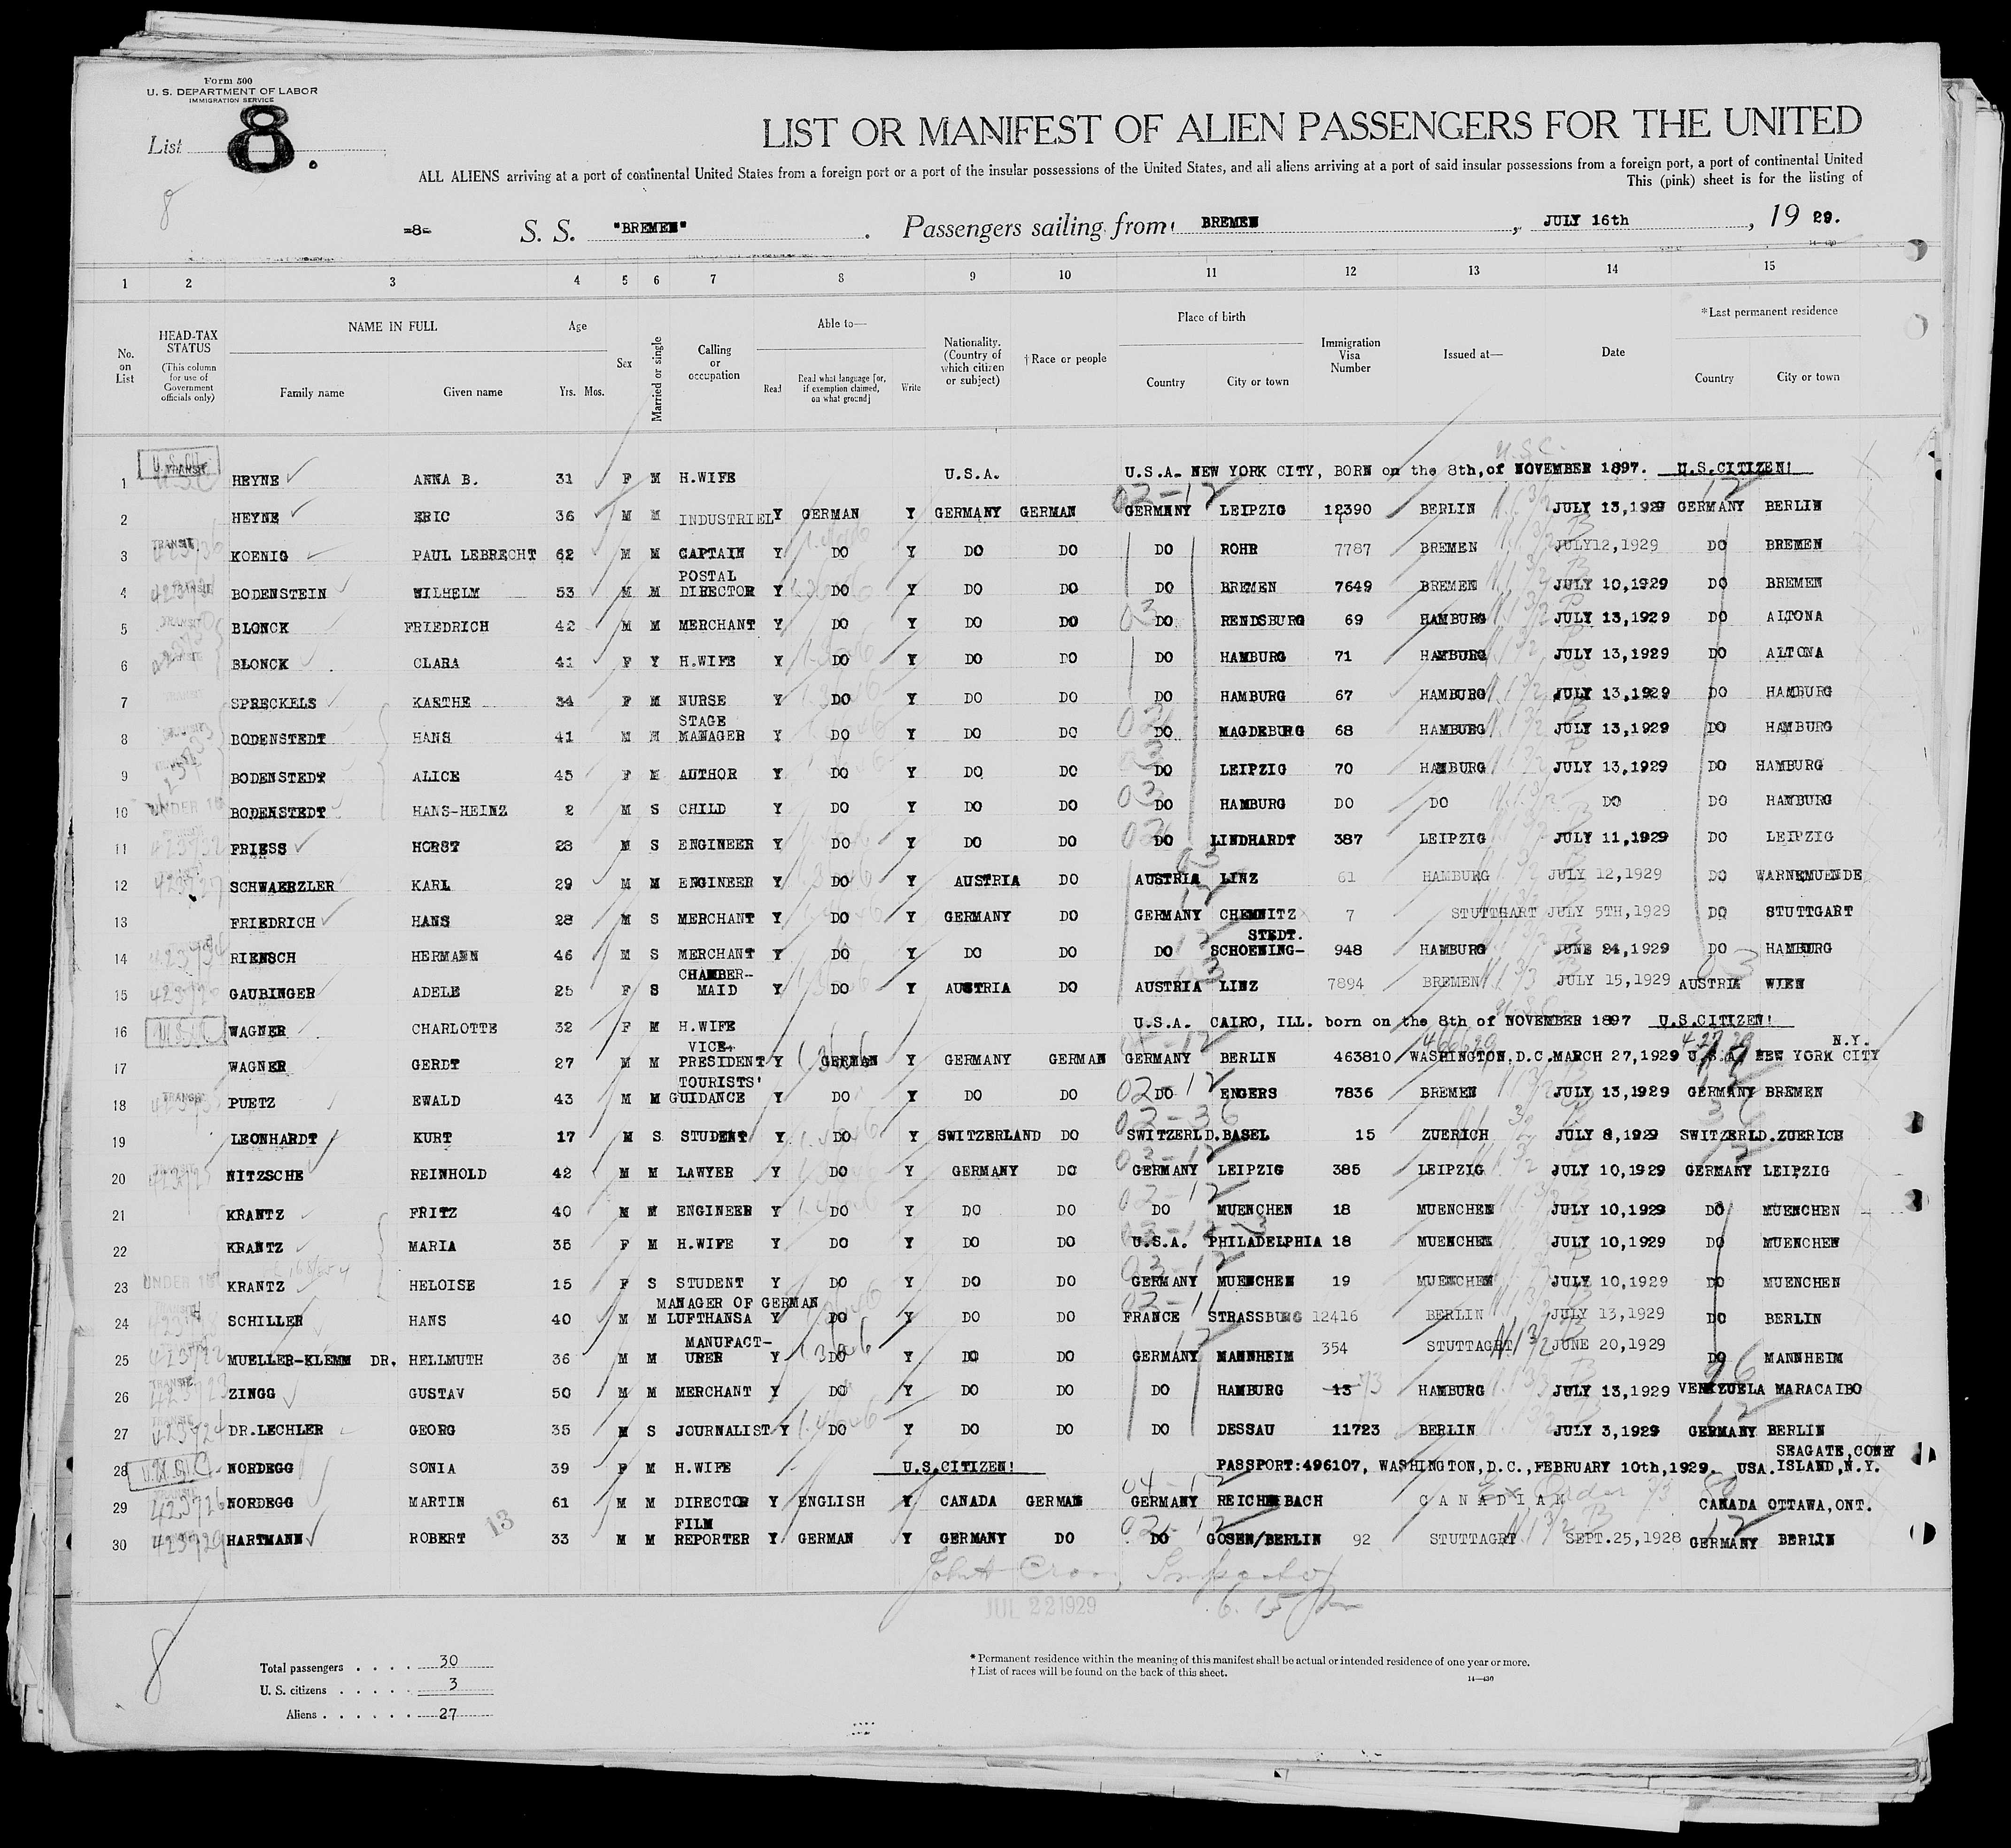 Form 500
U. S. DEPARTMENT OF LABOR
IMMIGRATION SERVICE
List 8.
LIST OR MANIFEST OF ALIEN PASSENGERS FOR THE UNITED
ALL ALIENS arriving at a port of continental United States from a foreign port or a port of the insular possessions of the United States, and all aliens arriving at a port of said insular possessions from a foreign port, a port of continental United
This (pink) sheet is for the listing of
8
-8- S. S. "BREMEN" . Passengers sailing from BREMEN , JULY 16th , 19 29.
14—430
1 2 3 4 5 6 7 8 9 10 11 12 13 14 15
No. on List
HEAD-TAX STATUS (This column for use of Government officials only)
NAME IN FULL
Family name Given name
Age
Yrs. Mos.
Sex
Married or single
Calling or occupation
Able to—
Read Read what language [or, if exemption claimed, on what ground] Write
Nationality. (Country of which citizen or subject)
† Race or people
Place of birth
Country City or town
Immigration Visa Number
Issued at—
Date
* Last permanent residence
Country City or town
U.S.C.
1 HEYNE ANNA B. 31 F M H.WIFE U.S.A. U.S.A. NEW YORK CITY, BORN on the 8th, of NOVEMBER 1897. U.S.CITIZEN!
2 HEYNE ERIC 36 M M INDUSTRIEL Y GERMAN Y GERMANY GERMAN GERMANY LEIPZIG 12390 BERLIN JULY 13,1929 GERMANY BERLIN
3 TRANSIT KOENIG PAUL LEBRECHT 62 M M CAPTAIN Y DO Y DO DO DO ROHR 7787 BREMEN JULY12,1929 DO BREMEN
4 TRANSIT BODENSTEIN WILHELM 53 M M POSTAL DIRECTOR Y DO Y DO DO DO BREMEN 7649 BREMEN JULY 10,1929 DO BREMEN
5 BLONCK FRIEDRICH 42 M M MERCHANT Y DO Y DO DO DO RENDSBURG 69 HAMBURG JULY 13,1929 DO ALTONA
6 BLONCK CLARA 41 F Y H.WIFE Y DO Y DO DO DO HAMBURG 71 HAMBURG JULY 13,1929 DO ALTONA
7 SPRECKELS KAETHE 34 F M NURSE Y DO Y DO DO DO HAMBURG 67 HAMBURG JULY 13,1929 DO HAMBURG
8 BODENSTEDT HANS 41 M M STAGE MANAGER Y DO Y DO DO DO MAGDEBURG 68 HAMBURG JULY 13,1929 DO HAMBURG
9 BODENSTEDT ALICE 45 F M AUTHOR Y DO Y DO DO DO LEIPZIG 70 HAMBURG JULY 13,1929 DO HAMBURG
10 UNDER 16 BODENSTEDT HANS-HEINZ 2 M S CHILD Y DO Y DO DO DO HAMBURG DO DO DO DO HAMBURG
11 FRIESS HORST 23 M S ENGINEER Y DO Y DO DO DO LINDHARDT 387 LEIPZIG JULY 11,1929 DO LEIPZIG
12 SCHWAERZLER KARL 29 M M ENGINEER Y DO Y AUSTRIA DO AUSTRIA LINZ 61 HAMBURG JULY 12,1929 DO WARNEMUENDE
13 FRIEDRICH HANS 28 M S MERCHANT Y DO Y GERMANY DO GERMANY CHEMNITZ 7 STUTTGART JULY 5TH,1929 DO STUTTGART
14 RIENSCH HERMANN 46 M S MERCHANT Y DO Y DO DO DO SCHOENING-STEDT. 948 HAMBURG JUNE 24,1929 DO HAMBURG
15 GAUBINGER ADELE 25 F S CHAMBER-MAID Y DO Y AUSTRIA DO AUSTRIA LINZ 7894 BREMEN JULY 15,1929 AUSTRIA WIEN
16 WAGNER CHARLOTTE 32 F M H.WIFE U.S.A. CAIRO, ILL. born on the 8th of NOVEMBER 1897 U.S.CITIZEN!
17 WAGNER GERDT 27 M M VICE-PRESIDENT Y GERMAN Y GERMANY GERMAN GERMANY BERLIN 463810 WASHINGTON,D.C. MARCH 27,1929 U.S.A. NEW YORK CITY N.Y.
18 TRANSIT PUETZ EWALD 43 M M TOURISTS' GUIDANCE Y DO Y DO DO DO ENGERS 7836 BREMEN JULY 13,1929 GERMANY BREMEN
19 LEONHARDT KURT 17 M S STUDENT Y DO Y SWITZERLAND DO SWITZERLD. BASEL 15 ZUERICH JULY 8,1929 SWITZERLD. ZUERICH
20 NITZSCHE REINHOLD 42 M M LAWYER Y DO Y GERMANY DO GERMANY LEIPZIG 385 LEIPZIG JULY 10,1929 GERMANY LEIPZIG
21 KRANTZ FRITZ 40 M M ENGINEER Y DO Y DO DO DO MUENCHEN 18 MUENCHEN JULY 10,1929 DO MUENCHEN
22 KRANTZ MARIA 35 F M H.WIFE Y DO Y DO DO U.S.A. PHILADELPHIA 18 MUENCHEN JULY 10,1929 DO MUENCHEN
23 UNDER 16 KRANTZ HELOISE 15 F S STUDENT Y DO Y DO DO GERMANY MUENCHEN 19 MUENCHEN JULY 10,1929 DO MUENCHEN
24 SCHILLER HANS 40 M M MANAGER OF GERMAN LUFTHANSA Y DO Y DO DO FRANCE STRASSBURG 12416 BERLIN JULY 13,1929 DO BERLIN
25 MUELLER-KLEMM DR. HELLMUTH 36 M M MANUFACT-URER Y DO Y DO DO GERMANY MANNHEIM 354 STUTTAGRT JUNE 20,1929 DO MANNHEIM
26 ZINGG GUSTAV 50 M M MERCHANT Y DO Y DO DO DO HAMBURG 13 73 HAMBURG JULY 13,1929 VENEZUELA MARACAIBO
27 423724 DR.LECHLER GEORG 35 M S JOURNALIST Y DO Y DO DO DO DESSAU 11723 BERLIN JULY 3,1929 GERMANY BERLIN
28 NORDEGG SONIA 39 F M H.WIFE U.S.CITIZEN! PASSPORT:496107, WASHINGTON,D.C.,FEBRUARY 10th,1929. USA. SEAGATE,CONEY ISLAND,N.Y.
29 423726 NORDEGG MARTIN 61 M M DIRECTOR Y ENGLISH Y CANADA GERMAN GERMANY REICHENBACH CANADIAN CANADA OTTAWA,ONT.
30 423729 HARTMANN ROBERT 33 M M FILM REPORTER Y GERMAN Y GERMANY DO DO GOSEN/BERLIN 92 STUTTAGRT SEPT.25,1928 GERMANY BERLIN
13
JUL 22 1929
8
Total passengers . . . . 30
U. S. citizens . . . . . 3
Aliens . . . . . . 27
* Permanent residence within the meaning of this manifest shall be actual or intended residence of one year or more.
† List of races will be found on the back of this sheet.
14—430